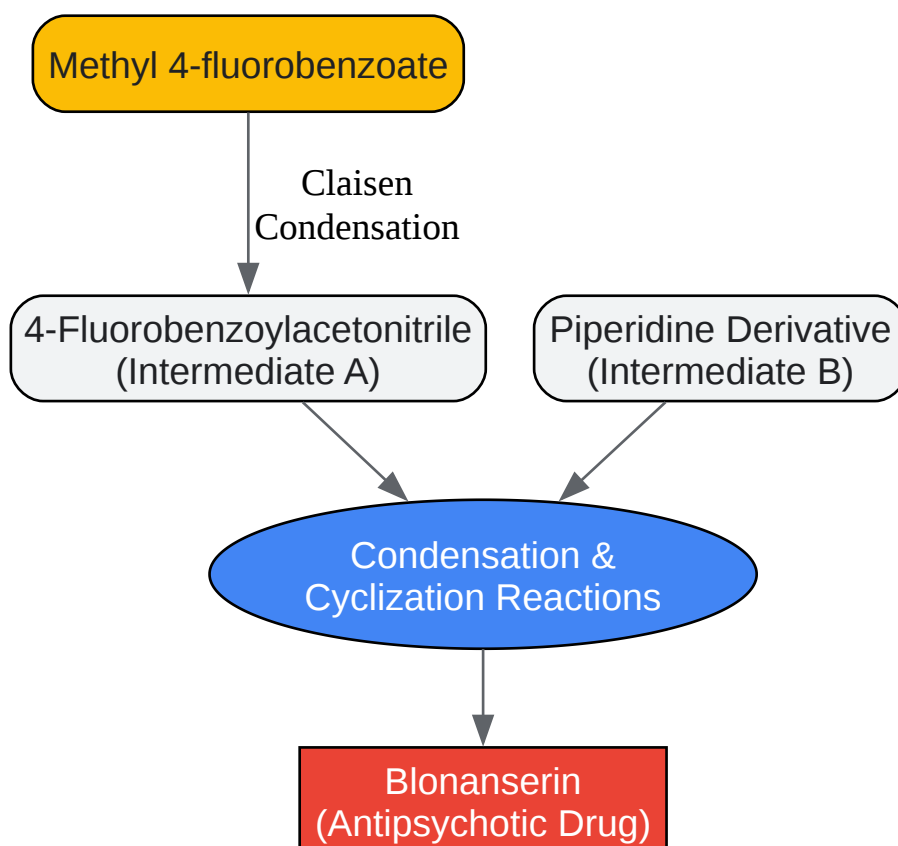 Methyl 4-fluorobenzoate
Claisen
Condensation
4-Fluorobenzoylacetonitrile
(Intermediate A)
Piperidine Derivative
(Intermediate B)
Condensation &
Cyclization Reactions
Blonanserin
(Antipsychotic Drug)